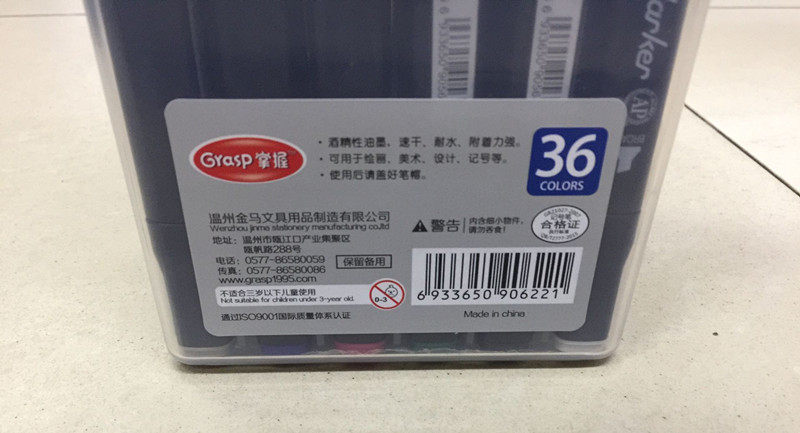 arker
AP
Grasp 掌握
· 酒精性油墨、速干、耐水、附着力强。
· 可用于绘画、美术、设计、记号等。
· 使用后请盖好笔帽。
36
COLORS
温州金马文具用品制造有限公司
Wenzhou jinma stationery manufacturing co.,ltd
地址：温州市瓯江口产业集聚区
瓯帆路288号
电话：0577-86580059
传真：0577-86580086
www.grasp1995.com
保留备用
警告
内含细小物件，
请勿吞食！
记号笔
合格证
不适合三岁以下儿童使用
Not suitable for children under 3-year old.
D-3
通过ISO9001国际质量体系认证
6 933650 906221
Made in china